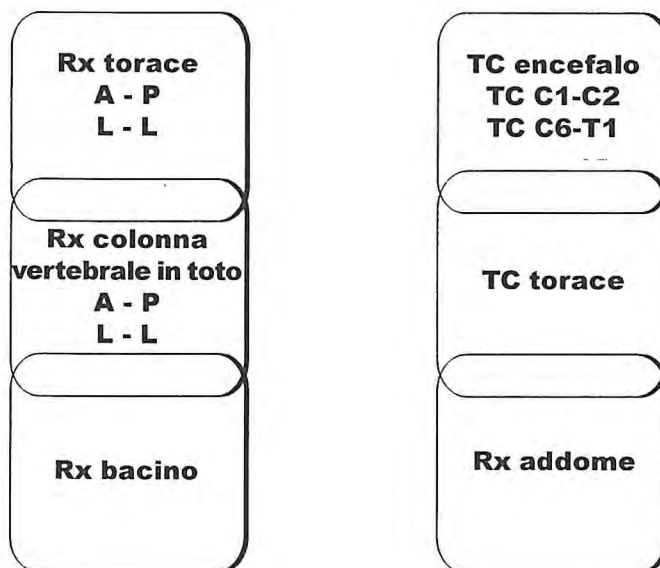 Rx torace
A - P
L - L
Rx colonna
vertebrale in toto
A - P
L - L
Rx bacino
TC encefalo
TC C1-C2
TC C6-T1
TC torace
Rx addome